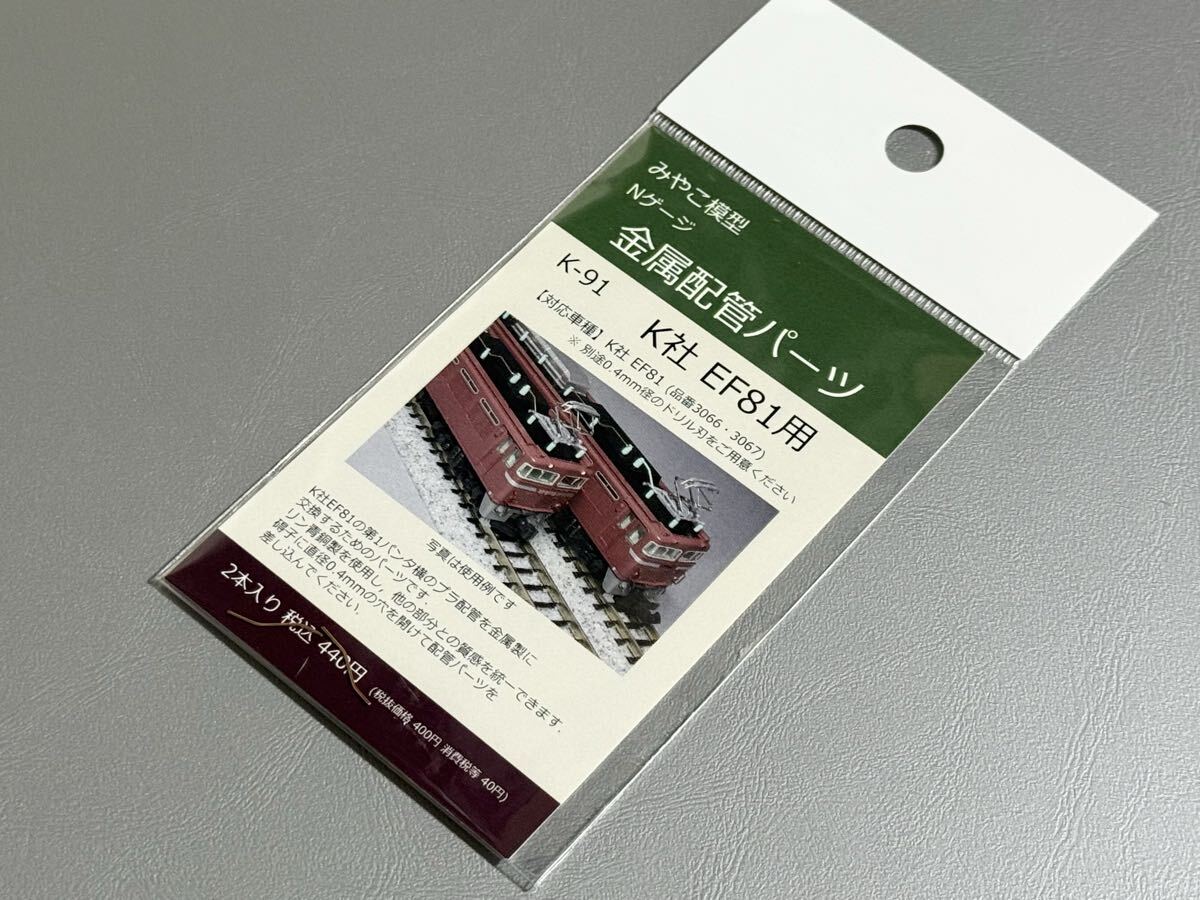 みやこ模型
Nゲージ
金属配管パーツ
K-91
K社 EF81用
【対応車種】K社 EF81 (品番3066・3067)
※ 別途0.4mm径のドリル刃をご用意ください
写真は使用例です
K社EF81の第1パンタ横のプラ配管を金属製に
交換するためのパーツです.
リン青銅製を使用し，他の部分との質感を統一できます.
碍子に直径0.4mmの穴を開けて配管パーツを
差し込んでください.
2本入り 税込 440円
(税抜価格 400円 消費税等 40円)